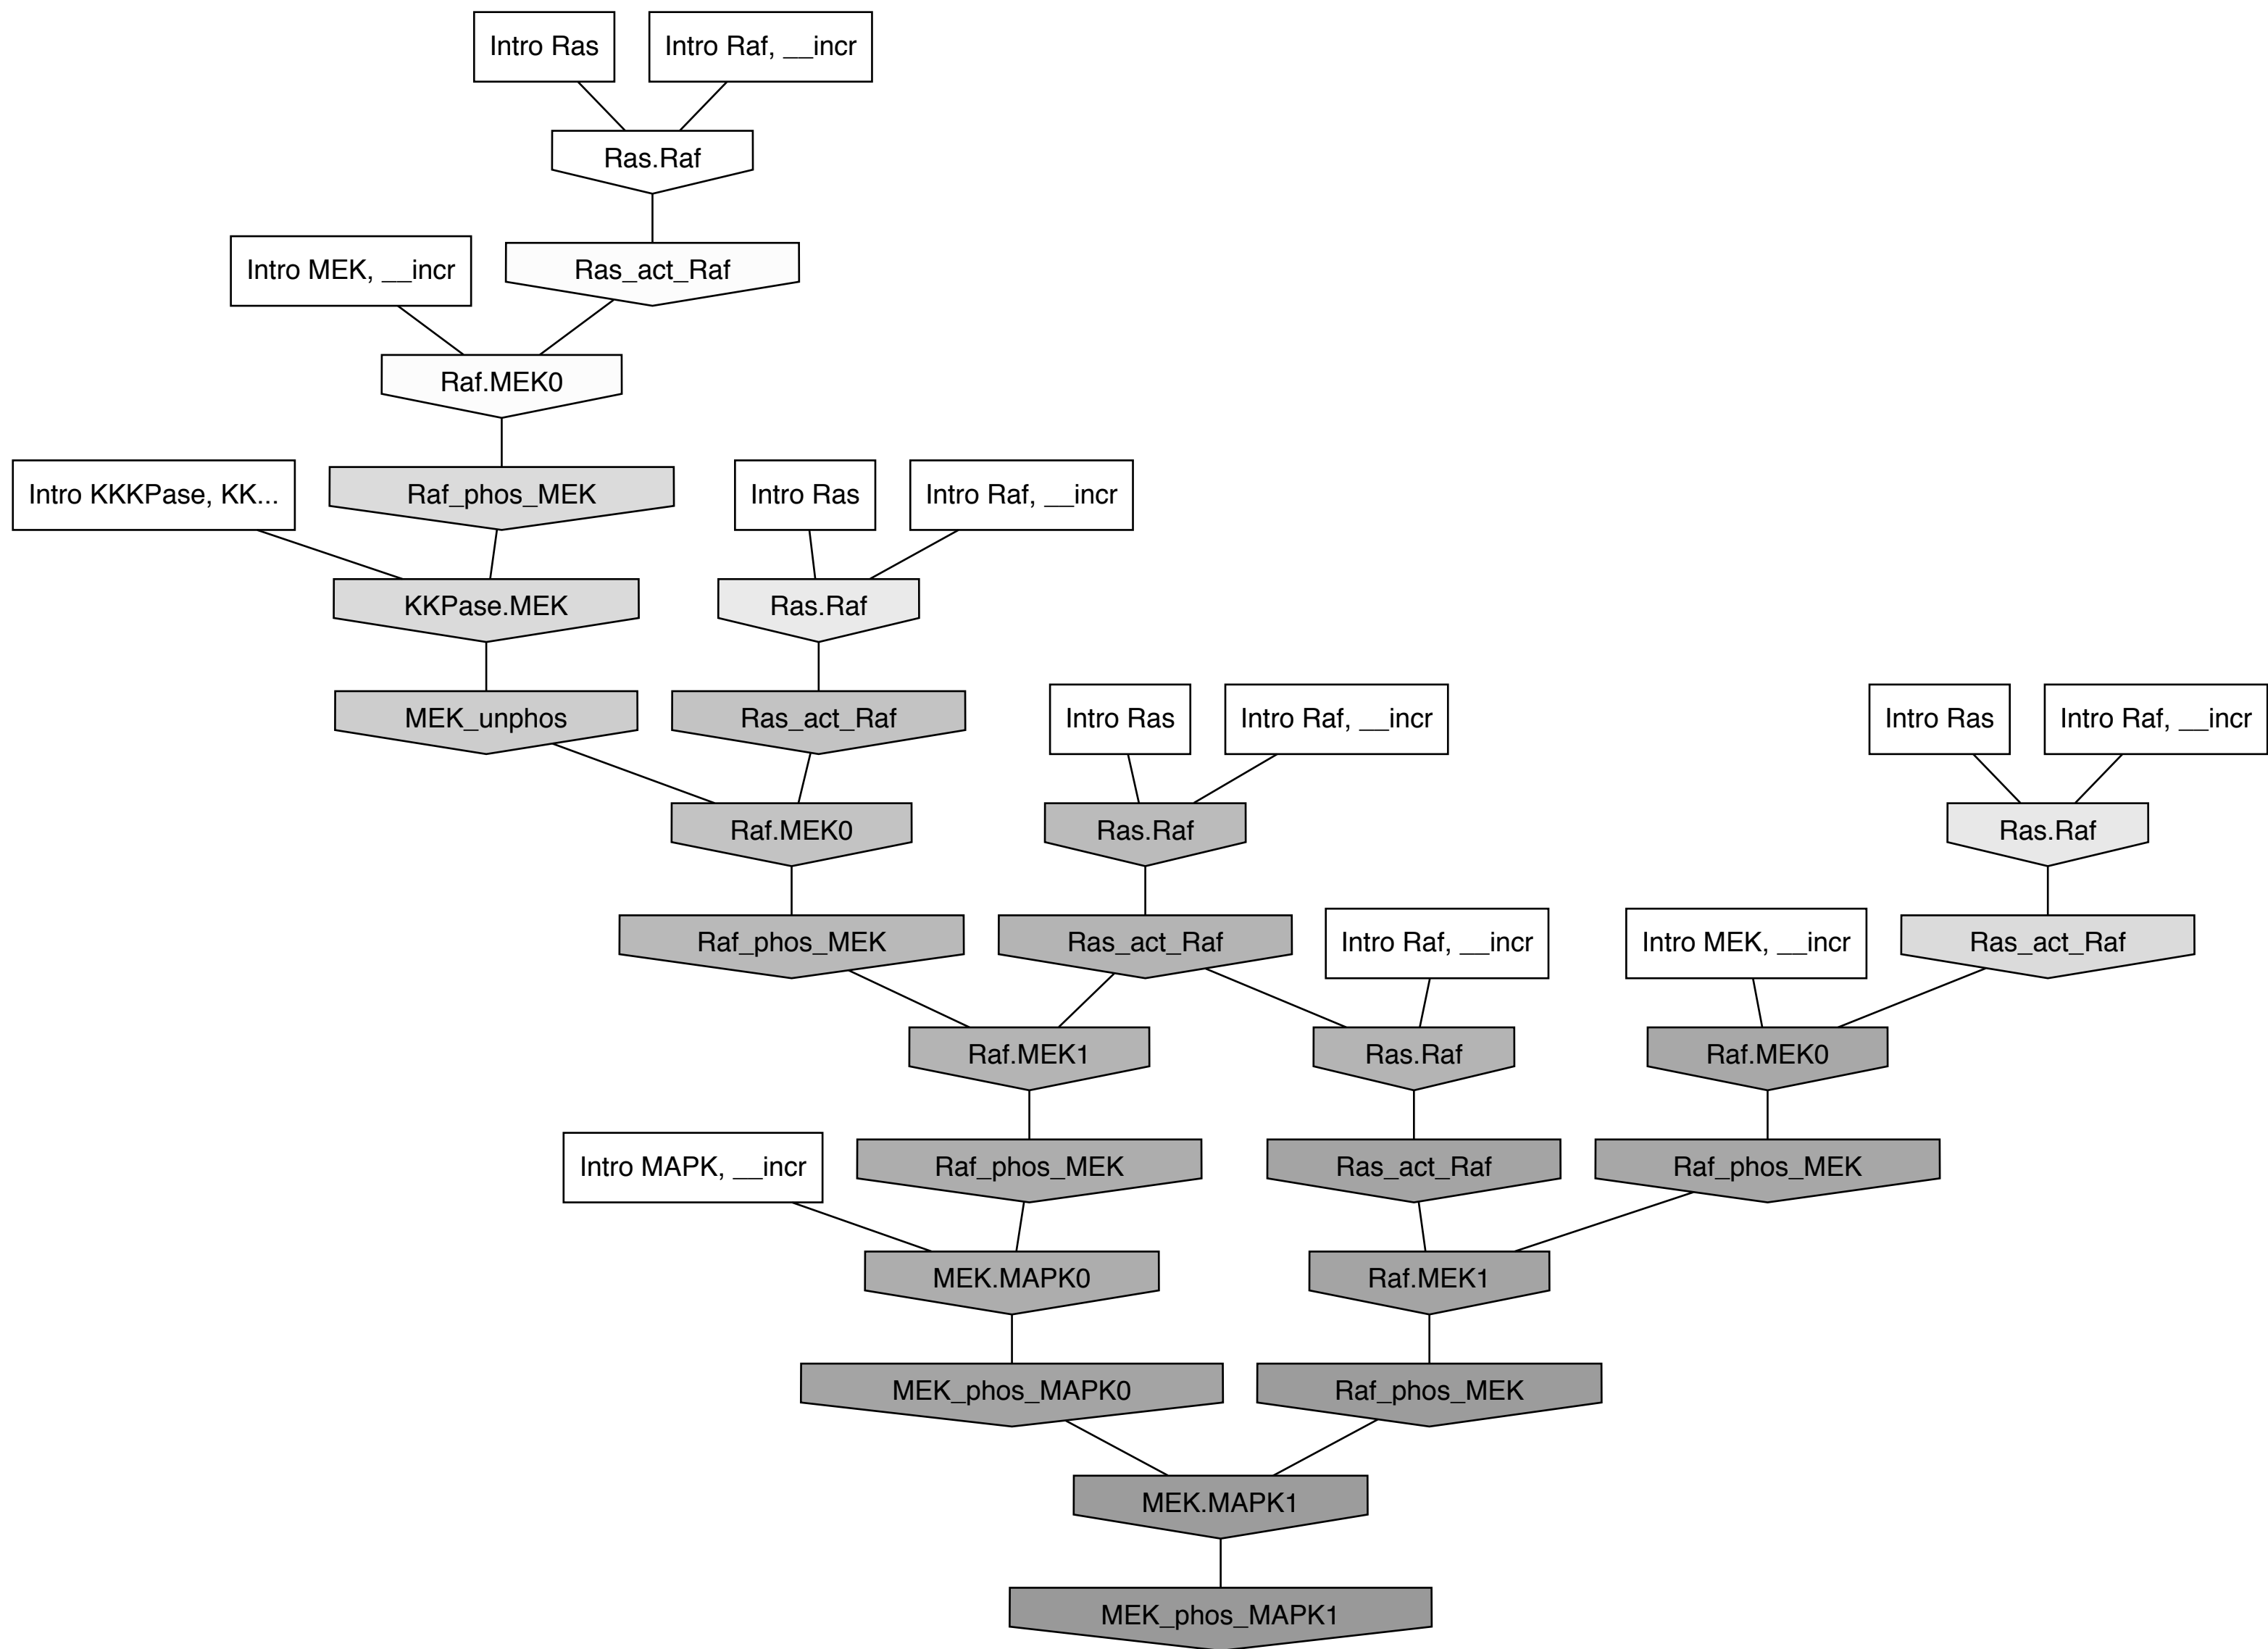 Intro Ras
Intro Raf, __incr
Ras.Raf
Intro MEK, __incr
Ras_act_Raf
Raf.MEK0
Intro KKKPase, KK...
Raf_phos_MEK
Intro Ras
Intro Raf, __incr
KKPase.MEK
Ras.Raf
MEK_unphos
Ras_act_Raf
Intro Ras
Intro Raf, __incr
Intro Ras
Intro Raf, __incr
Raf.MEK0
Ras.Raf
Ras.Raf
Raf_phos_MEK
Ras_act_Raf
Intro Raf, __incr
Intro MEK, __incr
Ras_act_Raf
Raf.MEK1
Ras.Raf
Raf.MEK0
Intro MAPK, __incr
Raf_phos_MEK
Ras_act_Raf
Raf_phos_MEK
MEK.MAPK0
Raf.MEK1
MEK_phos_MAPK0
Raf_phos_MEK
MEK.MAPK1
MEK_phos_MAPK1